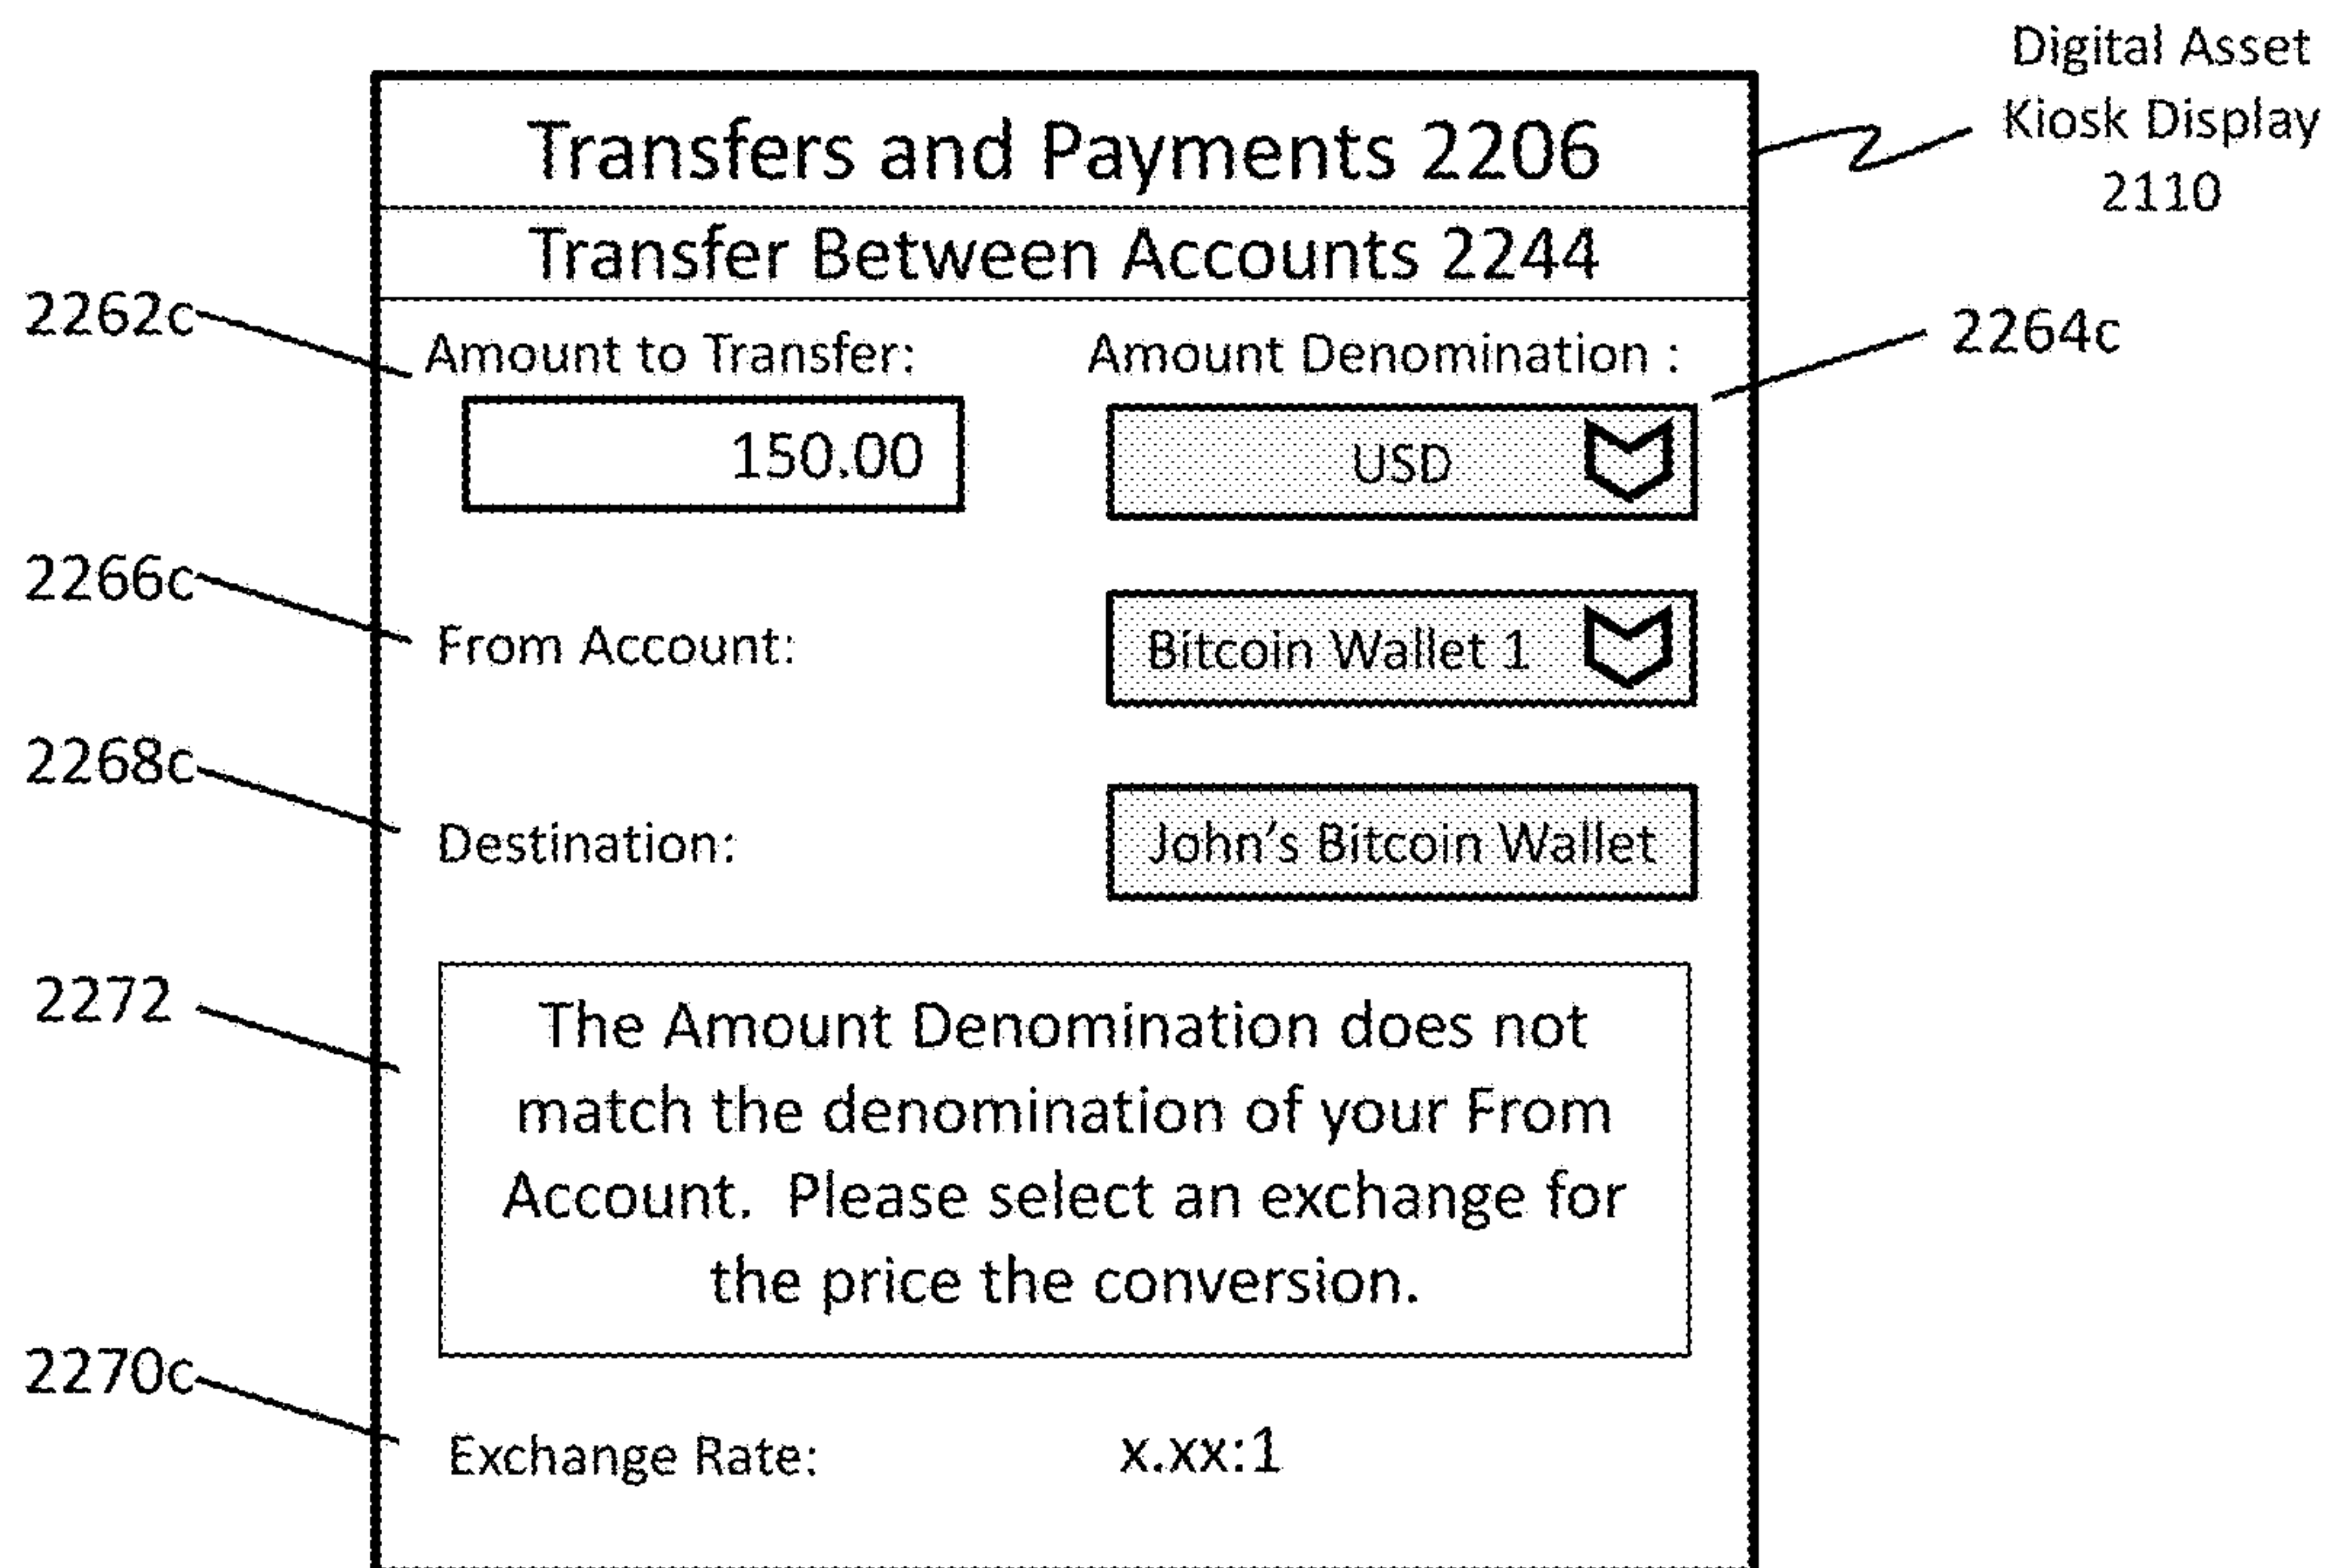 Digital Asset
Kiosk Display
2110
Transfers and Payments 2206
Transfer Between Accounts 2244
2262c
2264c
Amount to Transfer: Amount Denomination :
150.00 USD
2266c
From Account: Bitcoin Wallet 1
2268c
Destination: John's Bitcoin Wallet
2272
The Amount Denomination does not
match the denomination of your From
Account. Please select an exchange for
the price the conversion.
2270c
Exchange Rate: x.xx:1